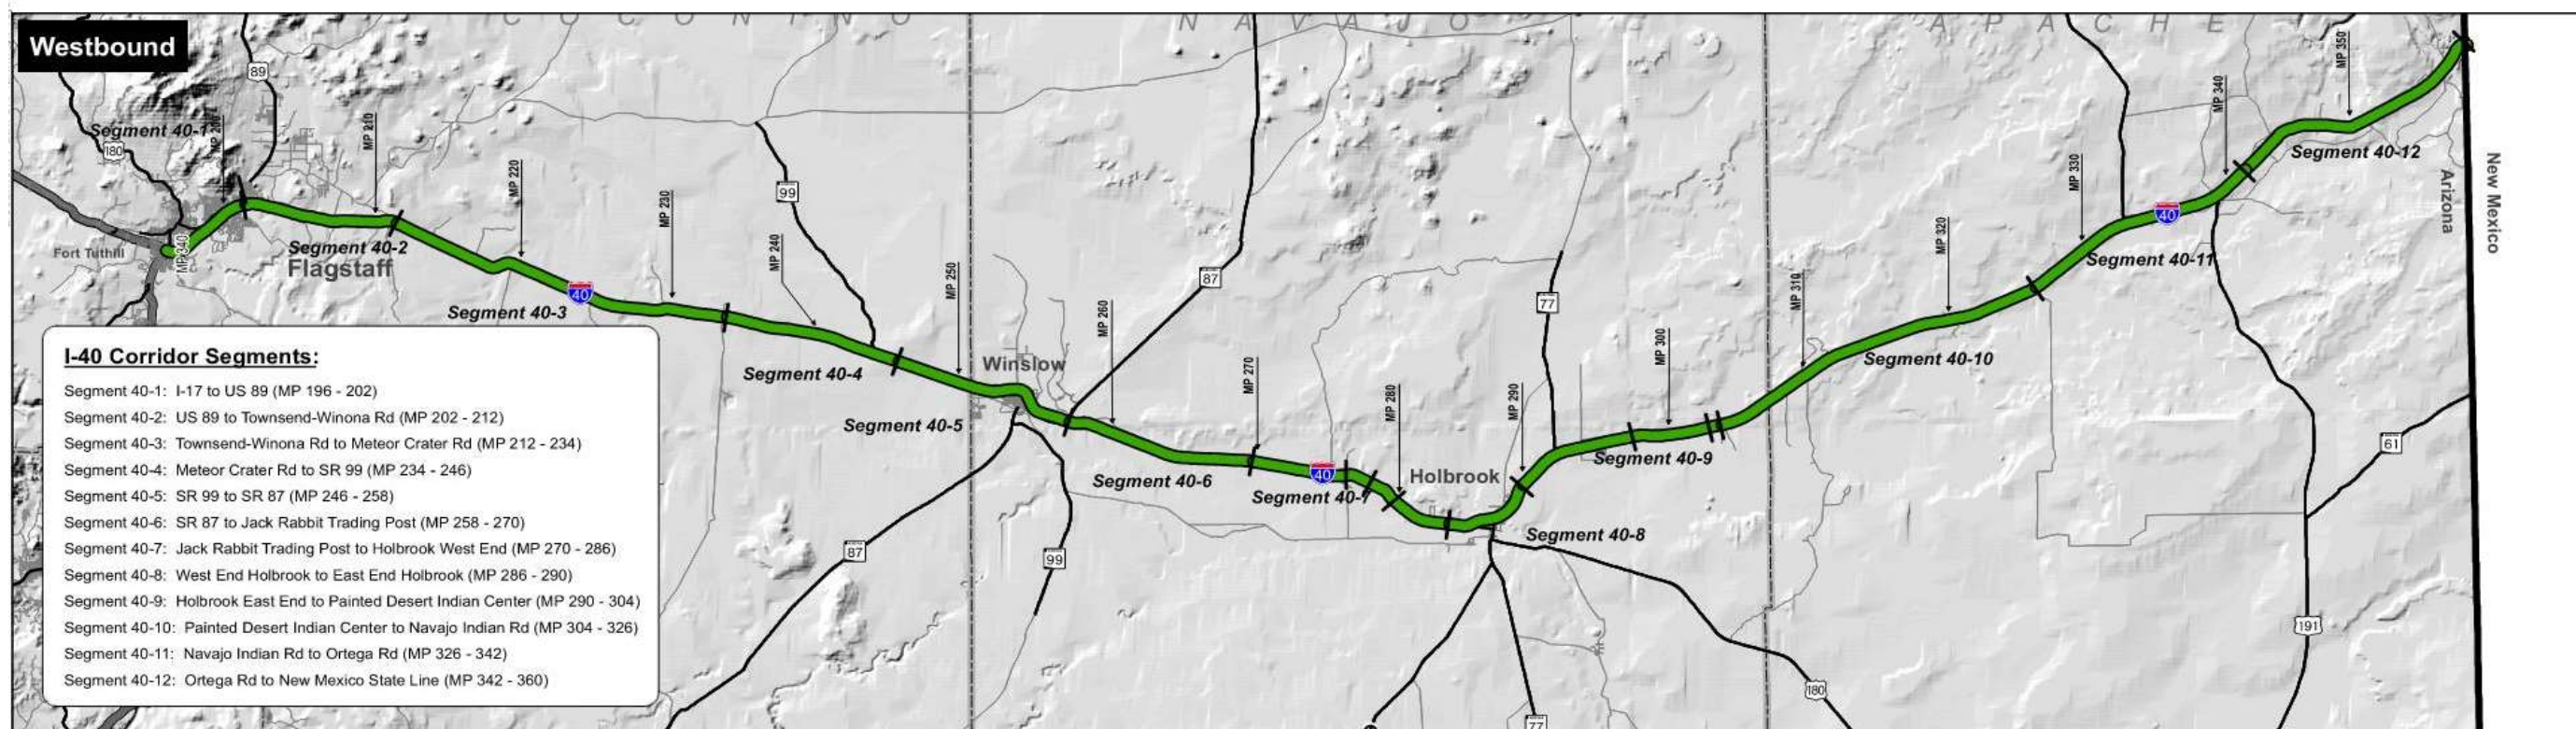 Westbound
COCONINO
NAVAJO
APACHE
89
180
Segment 40-1
MP 200
MP 210
MP 220
MP 230
MP 240
MP 250
MP 260
MP 270
MP 280
MP 290
MP 300
MP 310
MP 320
MP 330
MP 340
MP 350
Fort Tuthill
MP 340
Segment 40-2
Flagstaff
Segment 40-3
40
99
Segment 40-4
Segment 40-5
Winslow
87
Segment 40-6
Segment 40-7
40
Holbrook
77
Segment 40-8
Segment 40-9
Segment 40-10
Segment 40-11
40
Segment 40-12
Arizona
New Mexico
61
191
87
99
77
180
I-40 Corridor Segments:
Segment 40-1: I-17 to US 89 (MP 196 - 202)
Segment 40-2: US 89 to Townsend-Winona Rd (MP 202 - 212)
Segment 40-3: Townsend-Winona Rd to Meteor Crater Rd (MP 212 - 234)
Segment 40-4: Meteor Crater Rd to SR 99 (MP 234 - 246)
Segment 40-5: SR 99 to SR 87 (MP 246 - 258)
Segment 40-6: SR 87 to Jack Rabbit Trading Post (MP 258 - 270)
Segment 40-7: Jack Rabbit Trading Post to Holbrook West End (MP 270 - 286)
Segment 40-8: West End Holbrook to East End Holbrook (MP 286 - 290)
Segment 40-9: Holbrook East End to Painted Desert Indian Center (MP 290 - 304)
Segment 40-10: Painted Desert Indian Center to Navajo Indian Rd (MP 304 - 326)
Segment 40-11: Navajo Indian Rd to Ortega Rd (MP 326 - 342)
Segment 40-12: Ortega Rd to New Mexico State Line (MP 342 - 360)